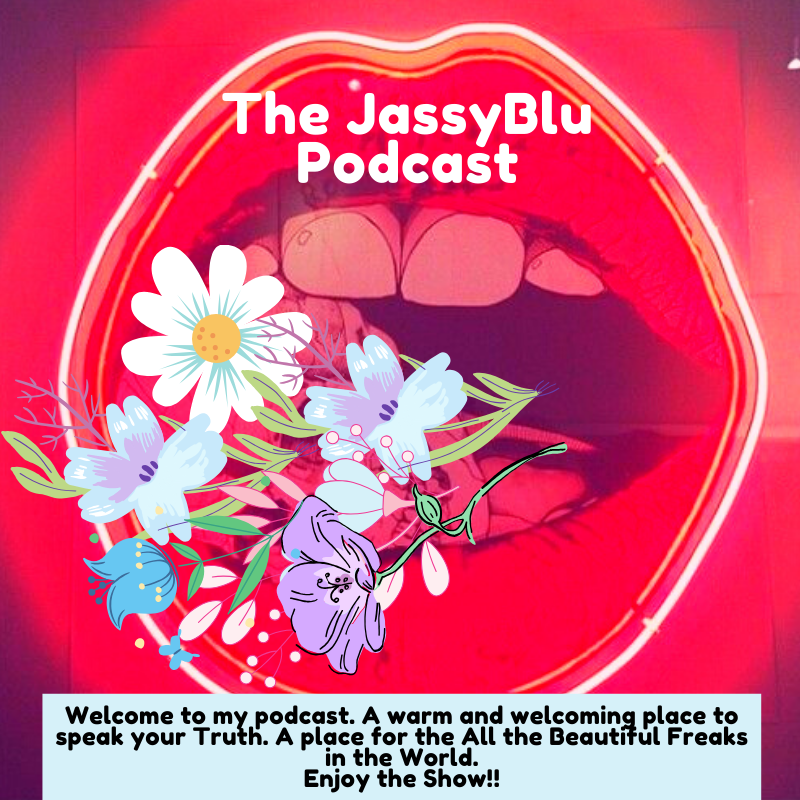 The JassyBlu
Podcast
Welcome to my podcast. A warm and welcoming place to
speak your Truth. A place for the All the Beautiful Freaks
in the World.
Enjoy the Show!!